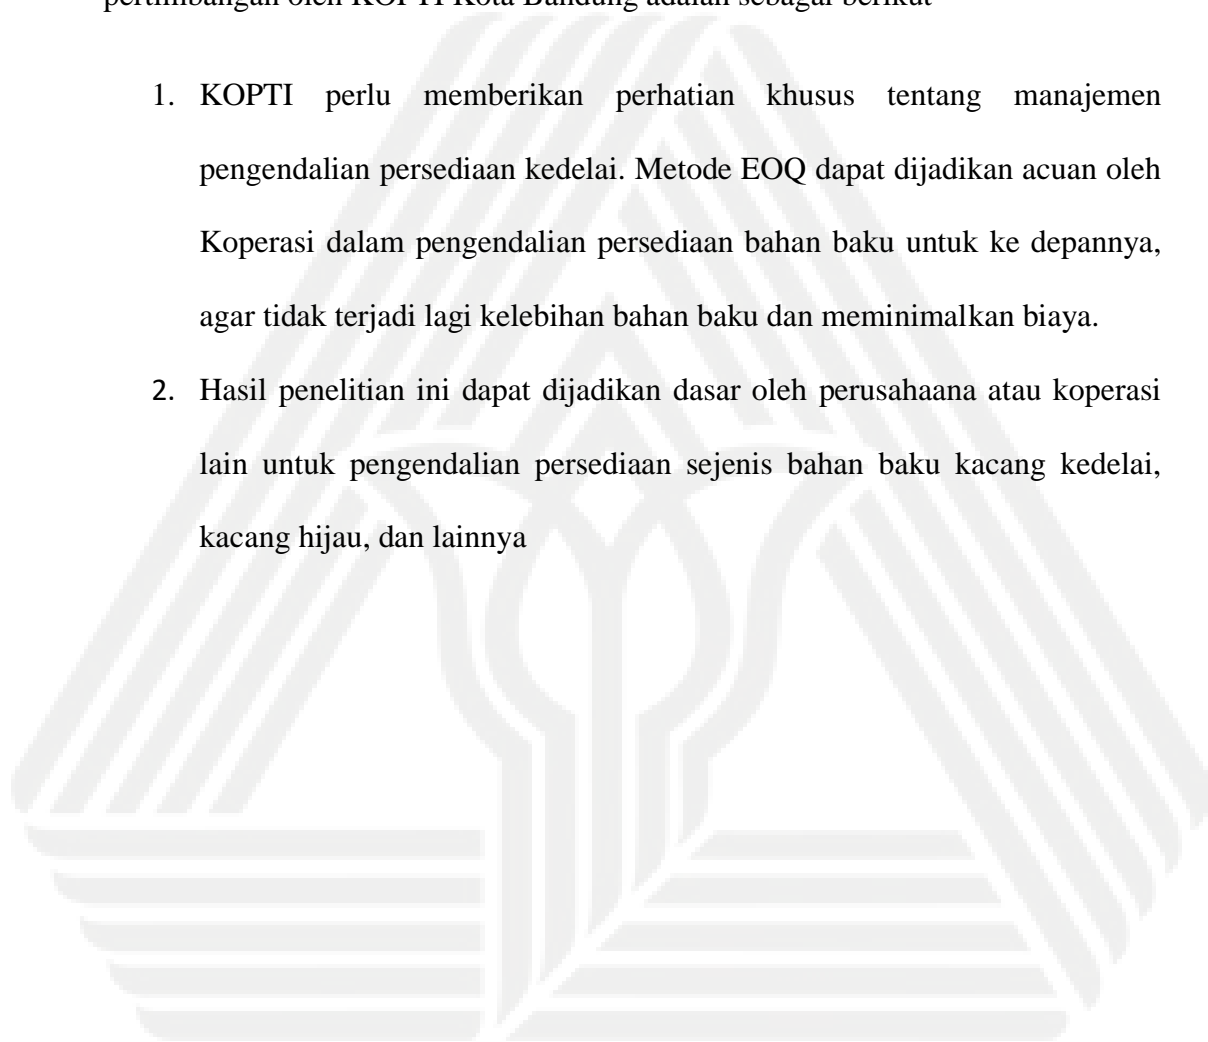 pertimbangan oleh KOPTI Kota Bandung adalah sebagai berikut
1. KOPTI perlu memberikan perhatian khusus tentang manajemen
pengendalian persediaan kedelai. Metode EOQ dapat dijadikan acuan oleh
Koperasi dalam pengendalian persediaan bahan baku untuk ke depannya,
agar tidak terjadi lagi kelebihan bahan baku dan meminimalkan biaya.
2. Hasil penelitian ini dapat dijadikan dasar oleh perusahaana atau koperasi
lain untuk pengendalian persediaan sejenis bahan baku kacang kedelai,
kacang hijau, dan lainnya